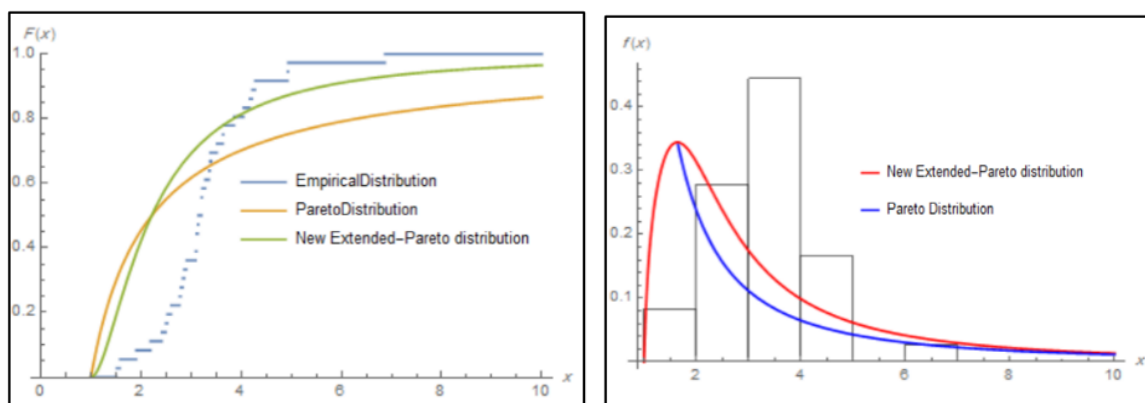 F(x)
1.0
0.8
0.6
0.4
0.2
EmpiricalDistribution
ParetoDistribution
New Extended–Pareto distribution
0 2 4 6 8 10 x
f(x)
0.4
0.3
0.2
0.1
New Extended–Pareto distribution
Pareto Distribution
2 4 6 8 10 x